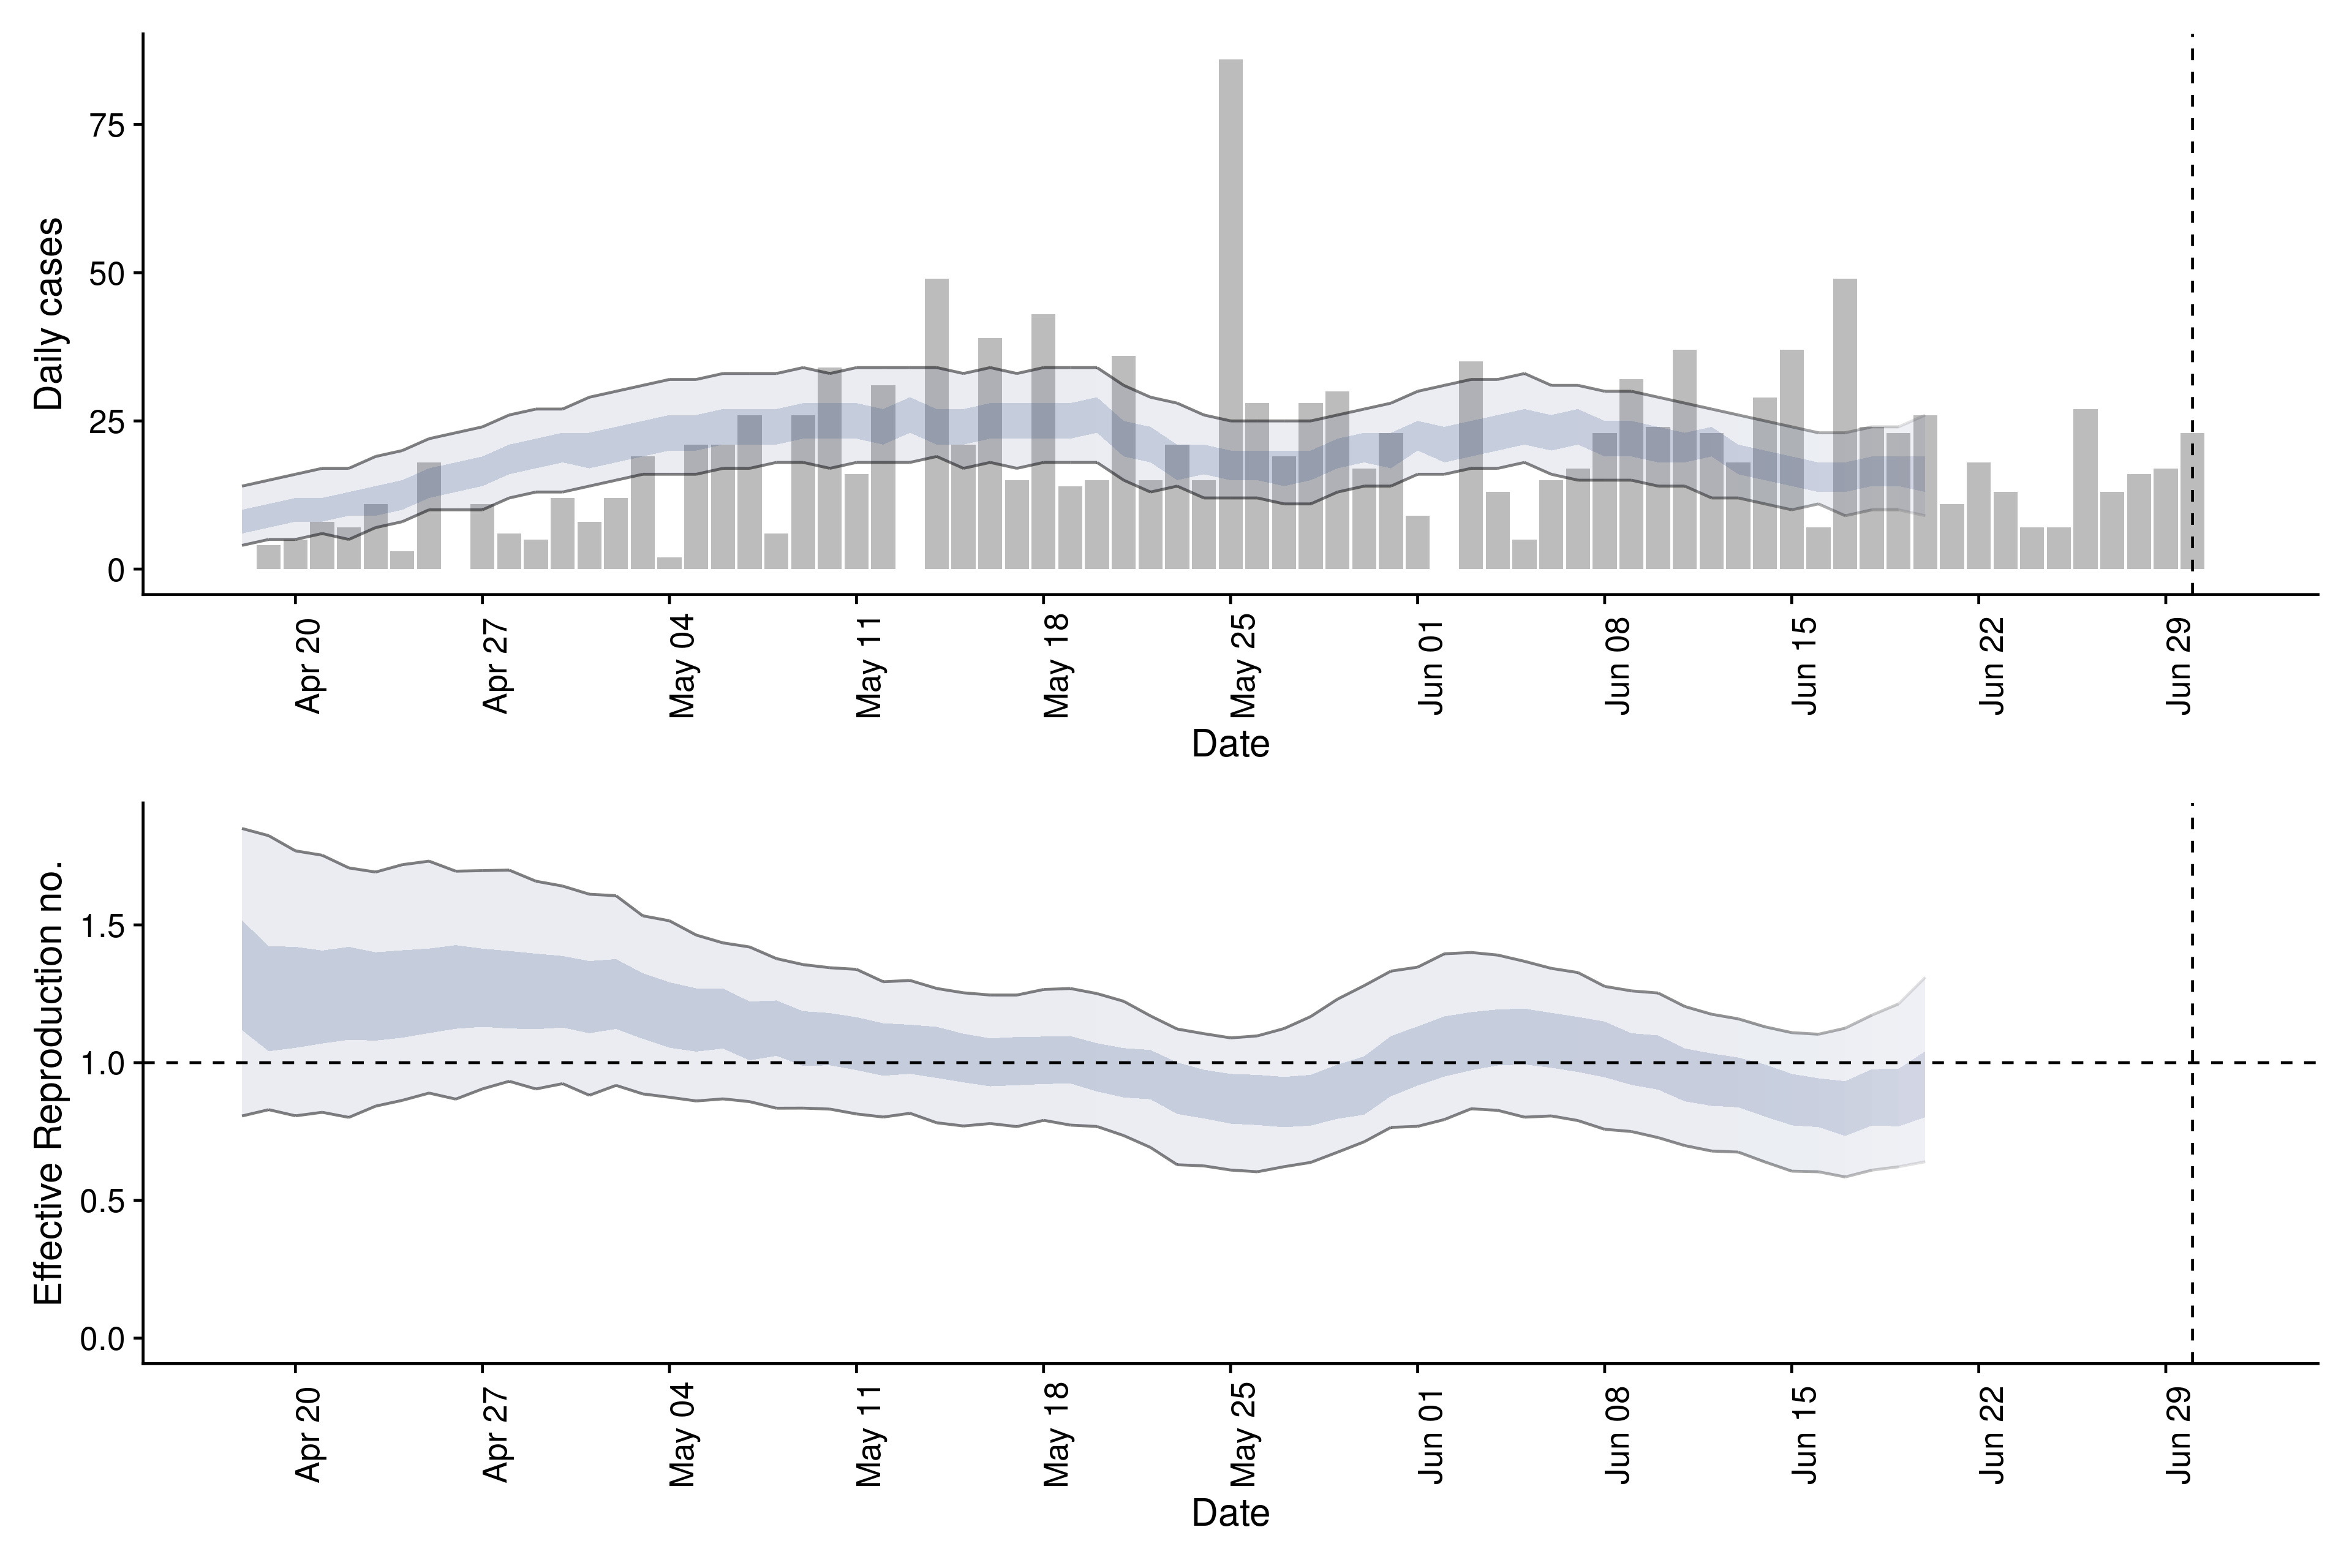 Daily cases
75
50
25
0
Apr 20
Apr 27
May 04
May 11
May 18
May 25
Jun 01
Jun 08
Jun 15
Jun 22
Jun 29
Date
Effective Reproduction no.
1.5
1.0
0.5
0.0
Apr 20
Apr 27
May 04
May 11
May 18
May 25
Jun 01
Jun 08
Jun 15
Jun 22
Jun 29
Date